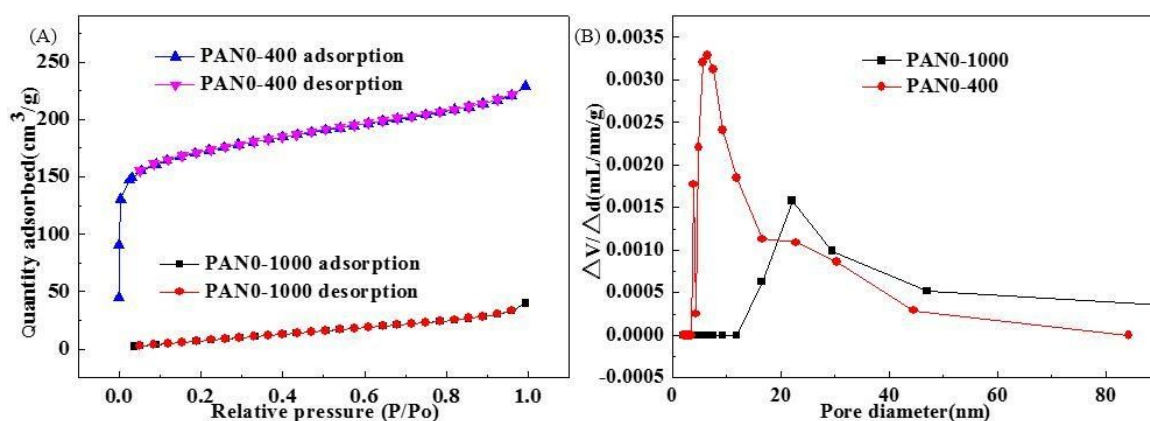 (A)
PAN0-400 adsorption
PAN0-400 desorption
PAN0-1000 adsorption
PAN0-1000 desorption
Quantity adsorbed(cm³/g)
250
200
150
100
50
0
0.0 0.2 0.4 0.6 0.8 1.0
Relative pressure (P/Po)
(B)
PAN0-1000
PAN0-400
△V/△d(mL/nm/g)
0.0035
0.0030
0.0025
0.0020
0.0015
0.0010
0.0005
0.0000
-0.0005
0 20 40 60 80
Pore diameter(nm)